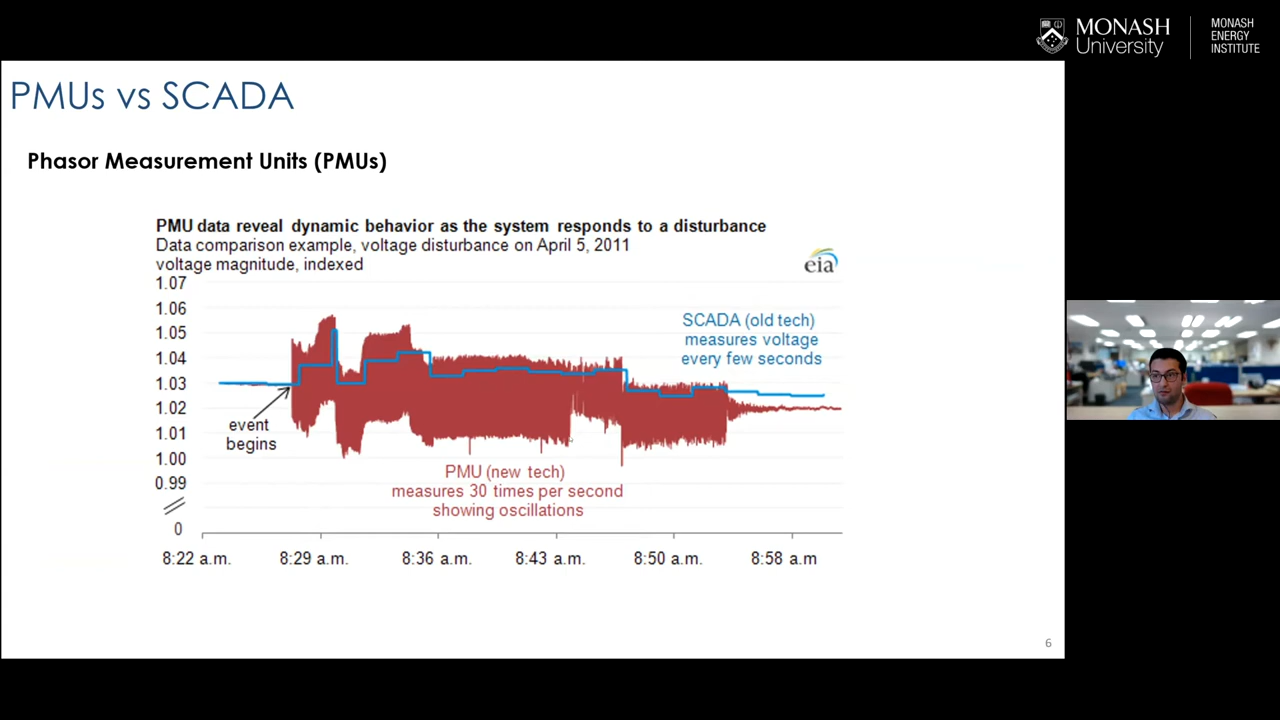 MONASH
University
MONASH
ENERGY
INSTITUTE
PMUs vs SCADA
Phasor Measurement Units (PMUs)
PMU data reveal dynamic behavior as the system responds to a disturbance
Data comparison example, voltage disturbance on April 5, 2011
voltage magnitude, indexed
eia
1.07
1.06
1.05
1.04
1.03
1.02
1.01
1.00
0.99
0
SCADA (old tech)
measures voltage
every few seconds
event
begins
PMU (new tech)
measures 30 times per second
showing oscillations
8:22 a.m.
8:29 a.m.
8:36 a.m.
8:43 a.m.
8:50 a.m.
8:58 a.m
6